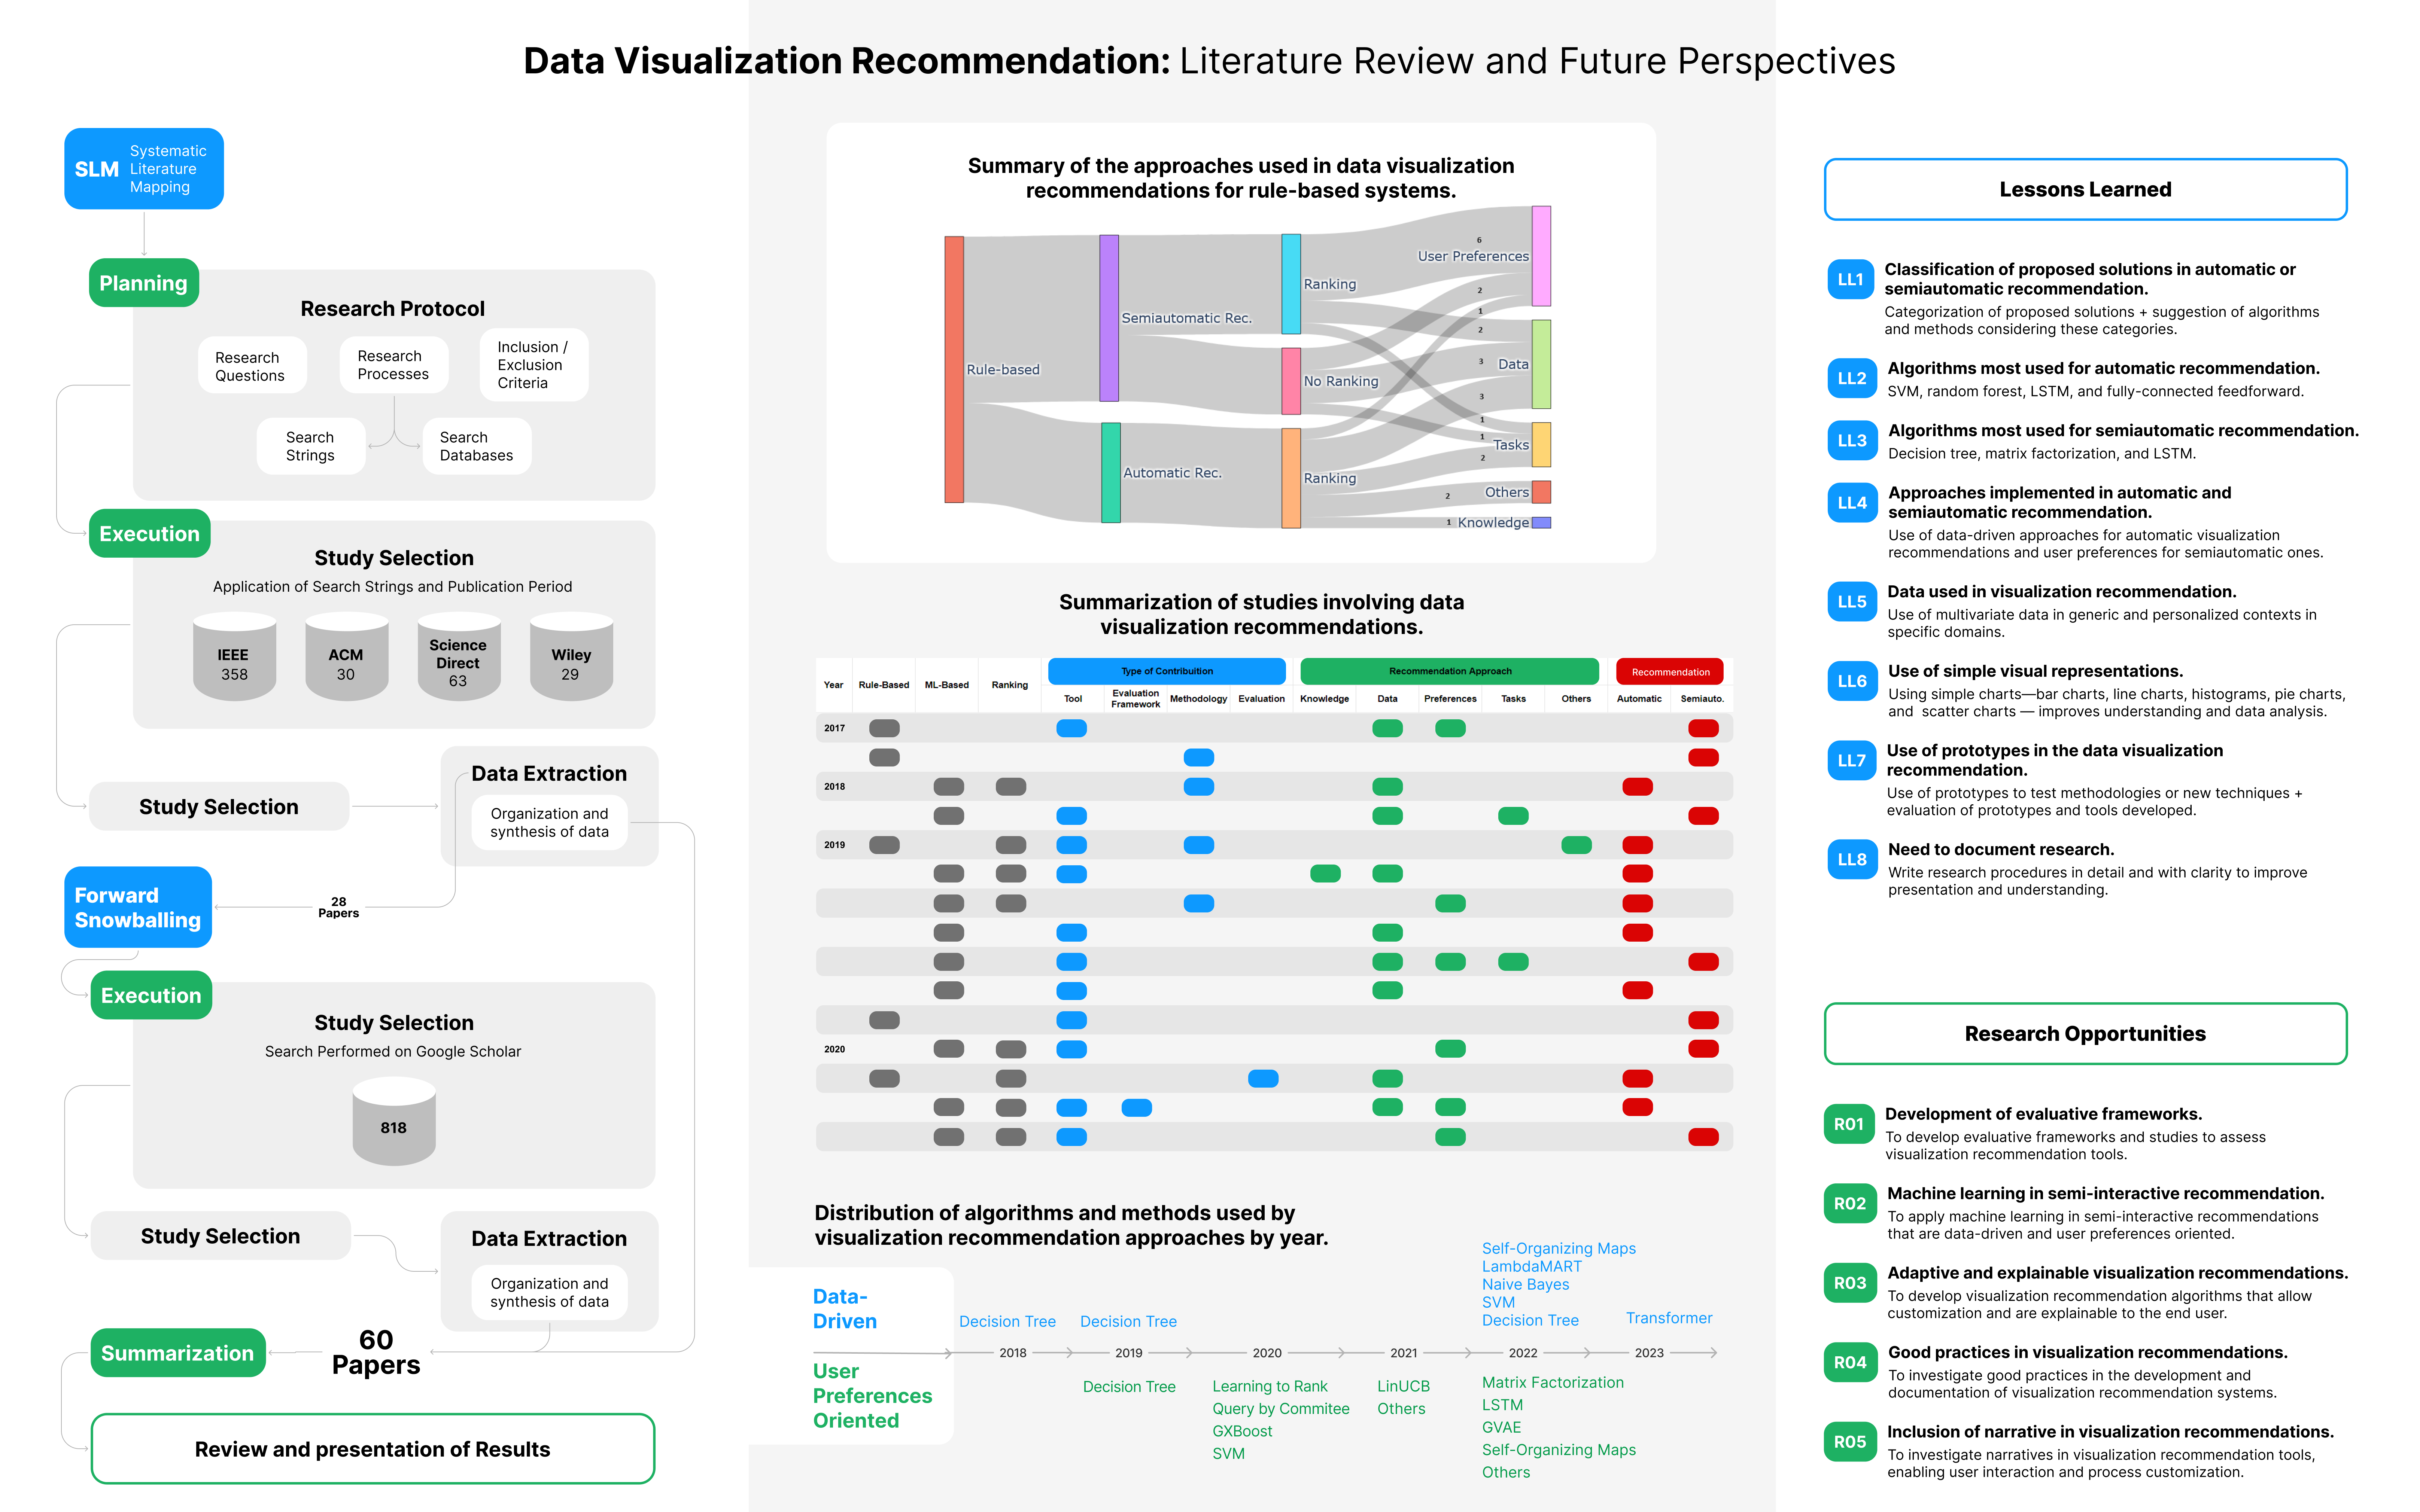 Data Visualization Recommendation: Literature Review and Future Perspectives
SLM
Systematic
Literature
Mapping
Planning
Research Protocol
Research
Questions
Research
Processes
Inclusion /
Exclusion
Criteria
Search
Strings
Search
Databases
Execution
Study Selection
Application of Search Strings and Publication Period
IEEE
358
ACM
30
Science
Direct
63
Wiley
29
Study Selection
Data Extraction
Organization and
synthesis of data
Forward
Snowballing
28
Papers
Execution
Study Selection
Search Performed on Google Scholar
818
Study Selection
Data Extraction
Organization and
synthesis of data
Summarization
60
Papers
Review and presentation of Results
Summary of the approaches used in data visualization
recommendations for rule-based systems.
Rule-based
Semiautomatic Rec.
Automatic Rec.
Ranking
No Ranking
Ranking
6
User Preferences
2
1
2
3
Data
3
1
1
Tasks
2
2
Others
1
Knowledge
Summarization of studies involving data
visualization recommendations.
Year
Rule-Based
ML-Based
Ranking
Type of Contribuition
Tool
Evaluation
Framework
Methodology
Evaluation
Recommendation Approach
Knowledge
Data
Preferences
Tasks
Others
Recommendation
Automatic
Semiauto.
2017
2018
2019
2020
Distribution of algorithms and methods used by
visualization recommendation approaches by year.
Data-
Driven
Decision Tree
Decision Tree
Self-Organizing Maps
LambdaMART
Naive Bayes
SVM
Decision Tree
Transformer
2018
2019
2020
2021
2022
2023
User
Preferences
Oriented
Decision Tree
Learning to Rank
Query by Commitee
GXBoost
SVM
LinUCB
Others
Matrix Factorization
LSTM
GVAE
Self-Organizing Maps
Others
Lessons Learned
LL1
Classification of proposed solutions in automatic or
semiautomatic recommendation.
Categorization of proposed solutions + suggestion of algorithms
and methods considering these categories.
LL2
Algorithms most used for automatic recommendation.
SVM, random forest, LSTM, and fully-connected feedforward.
LL3
Algorithms most used for semiautomatic recommendation.
Decision tree, matrix factorization, and LSTM.
LL4
Approaches implemented in automatic and
semiautomatic recommendation.
Use of data-driven approaches for automatic visualization
recommendations and user preferences for semiautomatic ones.
LL5
Data used in visualization recommendation.
Use of multivariate data in generic and personalized contexts in
specific domains.
LL6
Use of simple visual representations.
Using simple charts—bar charts, line charts, histograms, pie charts,
and scatter charts — improves understanding and data analysis.
LL7
Use of prototypes in the data visualization
recommendation.
Use of prototypes to test methodologies or new techniques +
evaluation of prototypes and tools developed.
LL8
Need to document research.
Write research procedures in detail and with clarity to improve
presentation and understanding.
Research Opportunities
R01
Development of evaluative frameworks.
To develop evaluative frameworks and studies to assess
visualization recommendation tools.
R02
Machine learning in semi-interactive recommendation.
To apply machine learning in semi-interactive recommendations
that are data-driven and user preferences oriented.
R03
Adaptive and explainable visualization recommendations.
To develop visualization recommendation algorithms that allow
customization and are explainable to the end user.
R04
Good practices in visualization recommendations.
To investigate good practices in the development and
documentation of visualization recommendation systems.
R05
Inclusion of narrative in visualization recommendations.
To investigate narratives in visualization recommendation tools,
enabling user interaction and process customization.